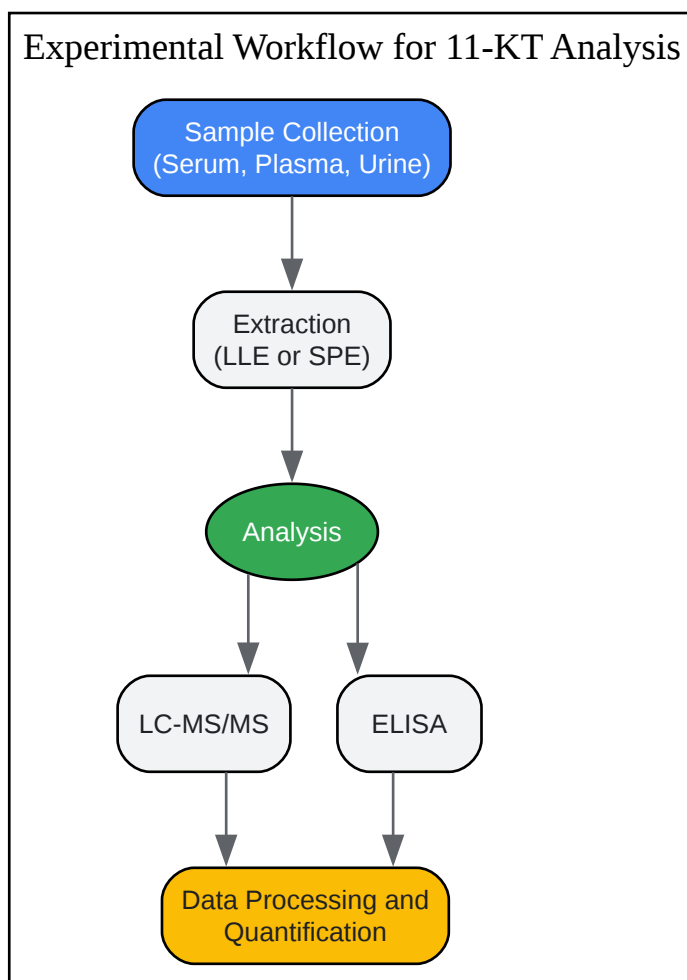 Experimental Workflow for 11-KT Analysis
Sample Collection
(Serum, Plasma, Urine)
Extraction
(LLE or SPE)
Analysis
LC-MS/MS
ELISA
Data Processing and
Quantification